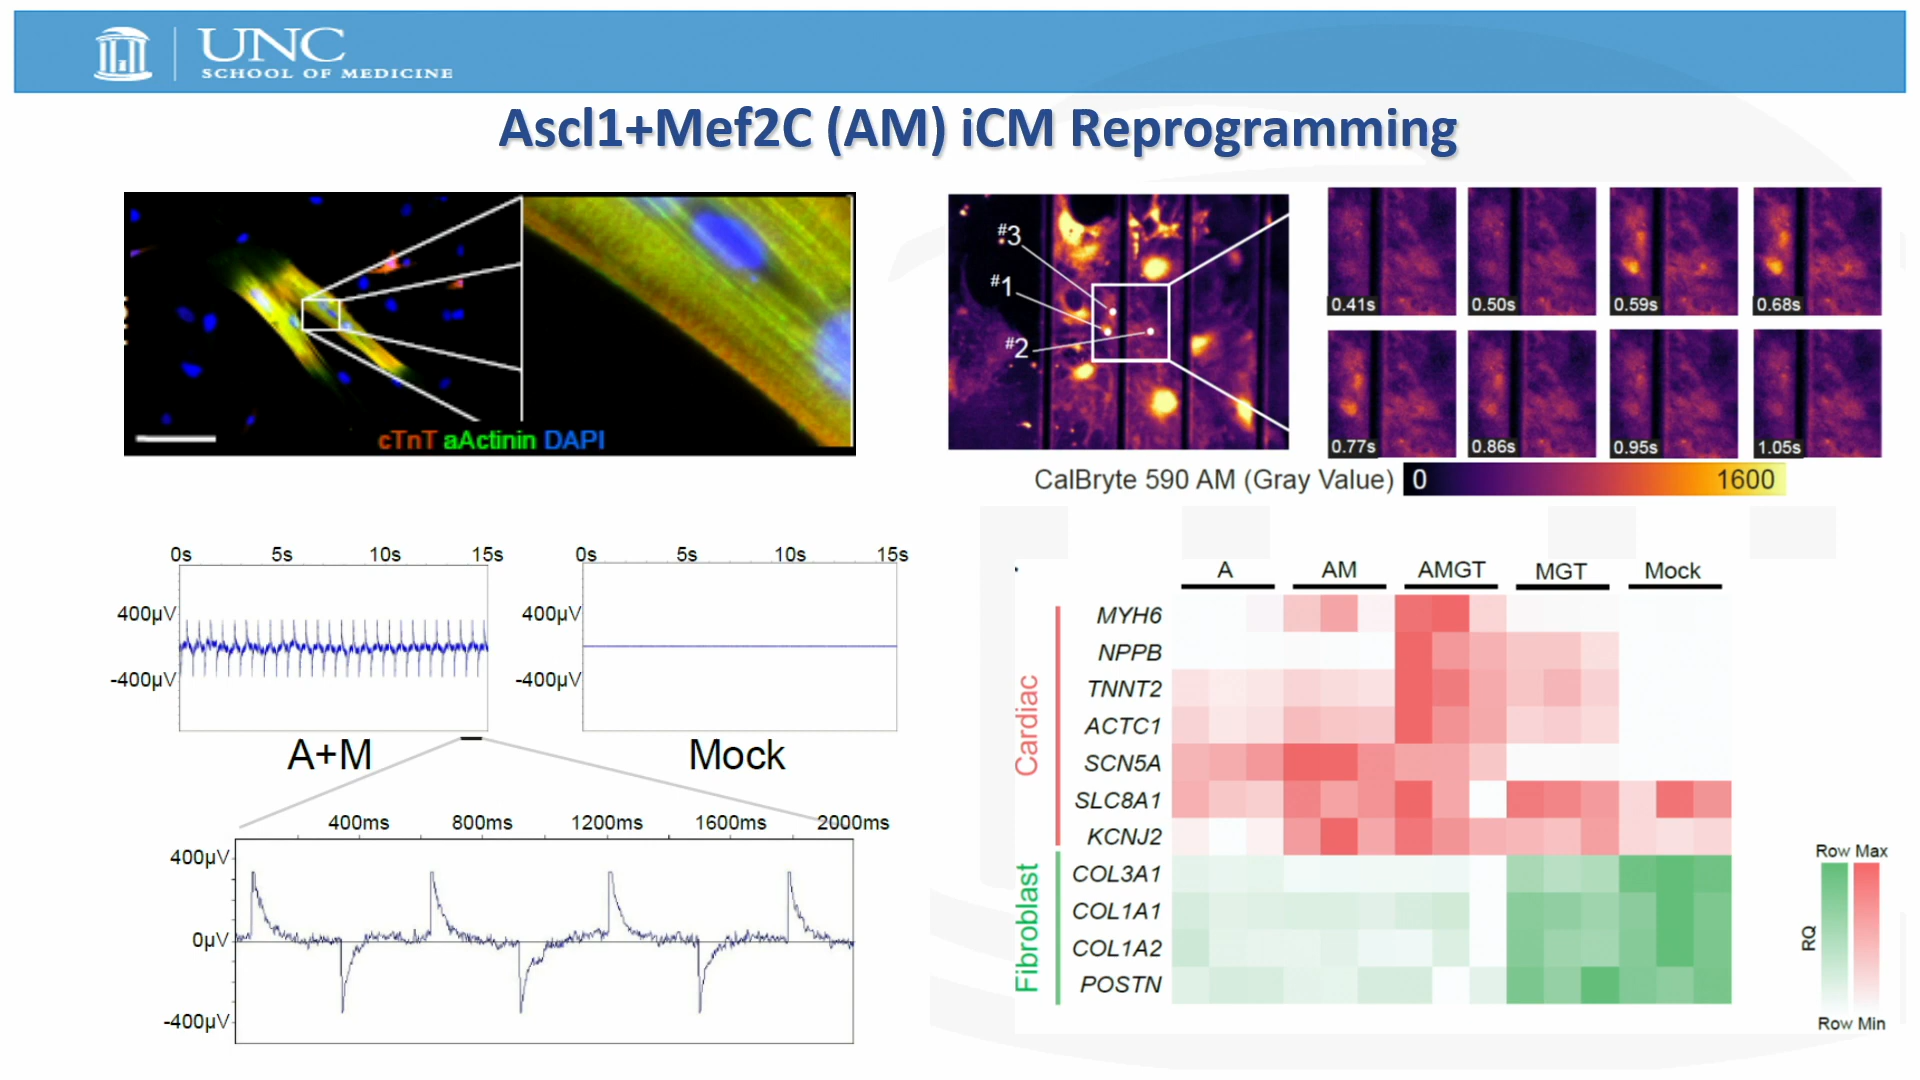 UNC
SCHOOL OF MEDICINE
Ascl1+Mef2C (AM) iCM Reprogramming
cTnT aActinin DAPI
#3
#1
#2
0.41s 0.50s 0.59s 0.68s
0.77s 0.86s 0.95s 1.05s
CalBryte 590 AM (Gray Value) 0 1600
0s 5s 10s 15s
400µV
-400µV
A+M
0s 5s 10s 15s
400µV
-400µV
Mock
400ms 800ms 1200ms 1600ms 2000ms
400µV
0µV
-400µV
A AM AMGT MGT Mock
Cardiac
MYH6
NPPB
TNNT2
ACTC1
SCN5A
SLC8A1
KCNJ2
Fibroblast
COL3A1
COL1A1
COL1A2
POSTN
Row Max
RQ
Row Min